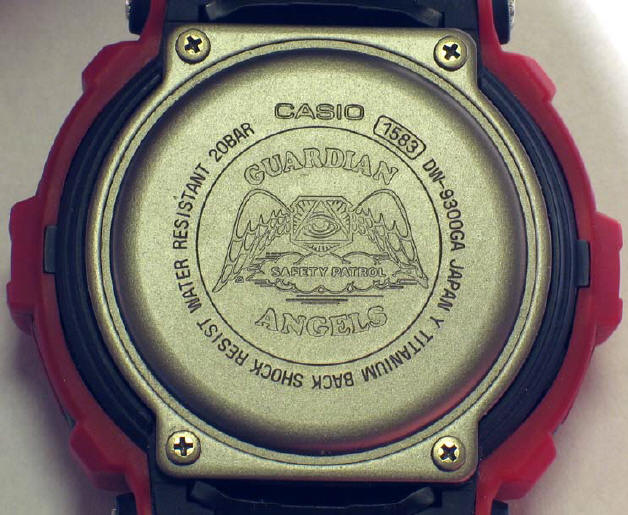 CASIO
1583 DW-9300GA JAPAN Y TITANIUM BACK SHOCK RESIST WATER RESISTANT 20BAR
GUARDIAN
SAFETY PATROL
ANGELS